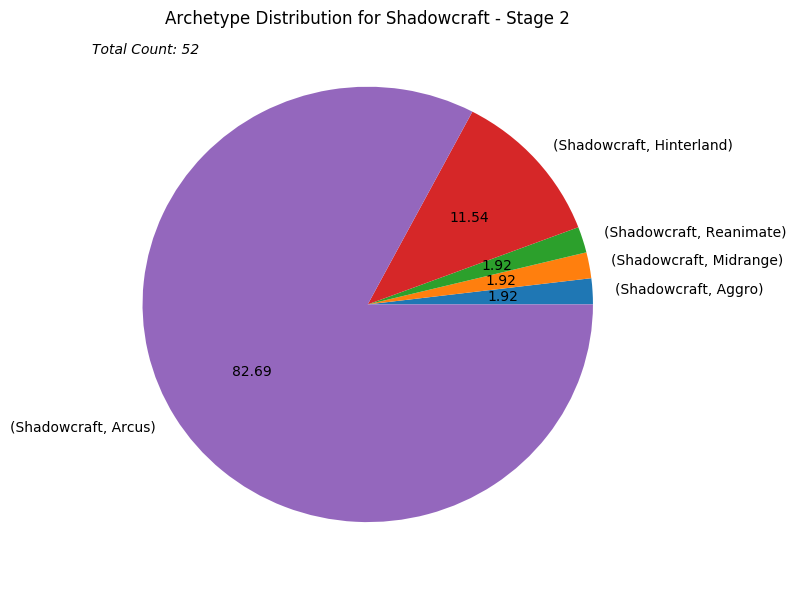 Archetype Distribution for Shadowcraft - Stage 2
Total Count: 52
(Shadowcraft, Hinterland)
11.54
(Shadowcraft, Reanimate)
1.92
(Shadowcraft, Midrange)
1.92
(Shadowcraft, Aggro)
1.92
82.69
(Shadowcraft, Arcus)